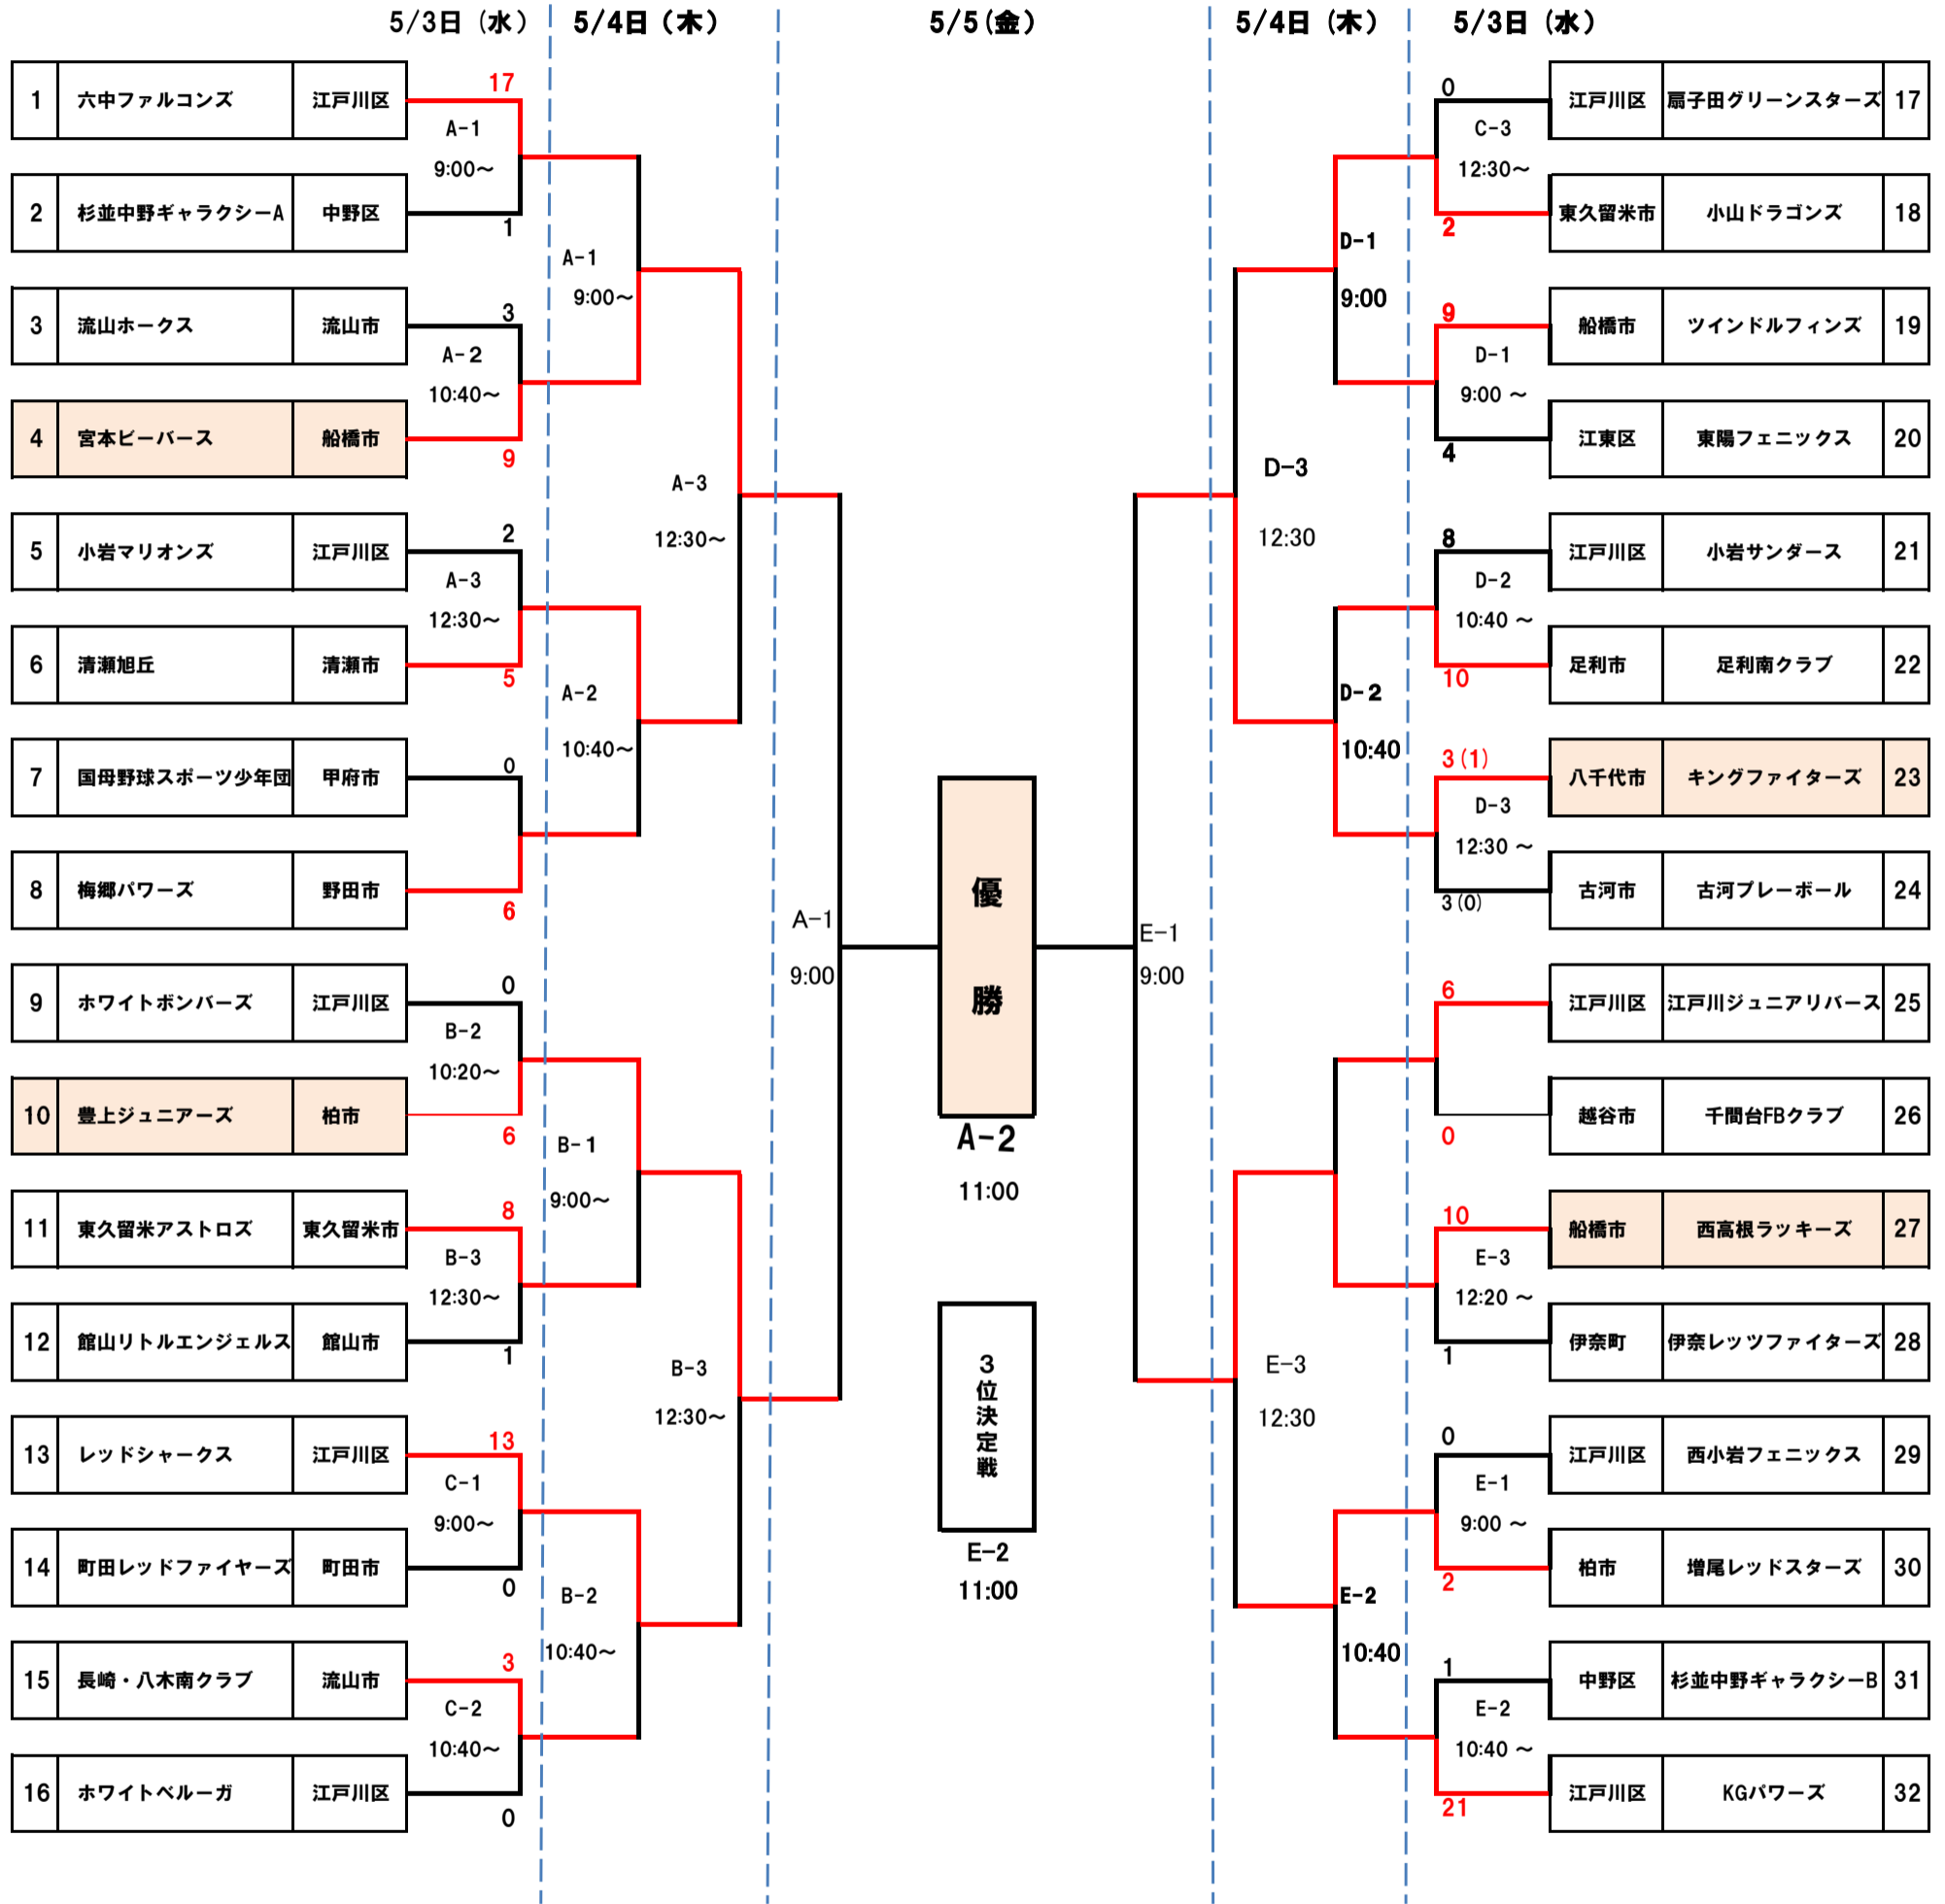 5/3日（水） 5/4日（木） 5/5(金) 5/4日（木） 5/3日（水）
1 六中ファルコンズ 江戸川区 17
A-1
9:00～
2 杉並中野ギャラクシーA 中野区 1
A-1
9:00～
3 流山ホークス 流山市 3
A-2
10:40～
4 宮本ビーバース 船橋市 9
A-3
12:30～
5 小岩マリオンズ 江戸川区 2
A-3
12:30～
6 清瀬旭丘 清瀬市 5
A-2
10:40～
7 国母野球スポーツ少年団 甲府市 0
8 梅郷パワーズ 野田市 6
A-1
9:00
9 ホワイトボンバーズ 江戸川区 0
B-2
10:20～
10 豊上ジュニアーズ 柏市 6
B-1
9:00～
11 東久留米アストロズ 東久留米市 8
B-3
12:30～
12 館山リトルエンジェルス 館山市 1
B-3
12:30～
13 レッドシャークス 江戸川区 13
C-1
9:00～
14 町田レッドファイヤーズ 町田市 0
B-2
10:40～
15 長崎・八木南クラブ 流山市 3
C-2
10:40～
16 ホワイトベルーガ 江戸川区 0
優勝
A-2
11:00
3位決定戦
E-2
11:00
0 江戸川区 扇子田グリーンスターズ 17
C-3
12:30～
2 東久留米市 小山ドラゴンズ 18
D-1
9:00
9 船橋市 ツインドルフィンズ 19
D-1
9:00 ～
4 江東区 東陽フェニックス 20
D-3
12:30
8 江戸川区 小岩サンダース 21
D-2
10:40 ～
10 足利市 足利南クラブ 22
D-2
10:40
3(1) 八千代市 キングファイターズ 23
D-3
12:30 ～
3(0) 古河市 古河プレーボール 24
E-1
9:00
6 江戸川区 江戸川ジュニアリバース 25
0 越谷市 千間台FBクラブ 26
10 船橋市 西高根ラッキーズ 27
E-3
12:20 ～
1 伊奈町 伊奈レッツファイターズ 28
E-3
12:30
0 江戸川区 西小岩フェニックス 29
E-1
9:00 ～
2 柏市 増尾レッドスターズ 30
E-2
10:40
1 中野区 杉並中野ギャラクシーB 31
E-2
10:40 ～
21 江戸川区 KGパワーズ 32